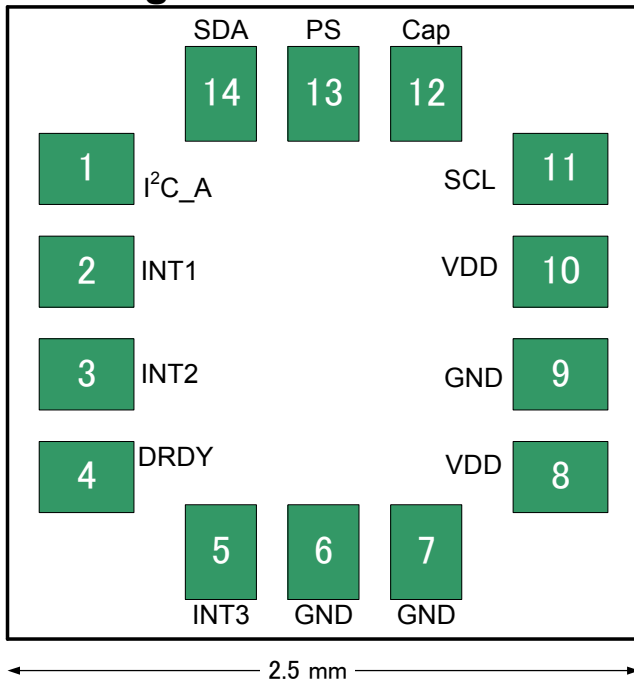 SDA PS Cap
14 13 12
1 I²C_A SCL 11
2 INT1 VDD 10
3 INT2 GND 9
4 DRDY VDD 8
5 6 7
INT3 GND GND
2.5 mm